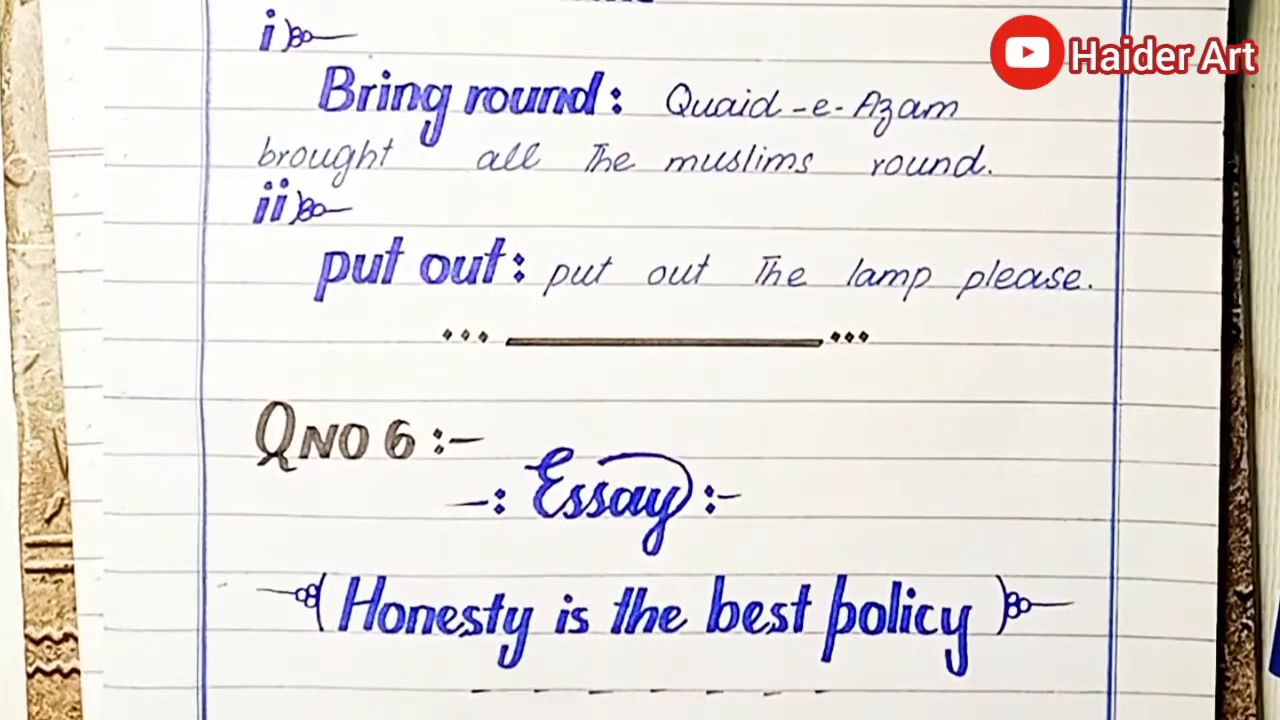 Haider Art
i
Bring round: Quaid-e-Azam
brought all The muslims round.
ii
put out: put out The lamp please.
QNO 6:-
-: Essay :-
(Honesty is the best policy)